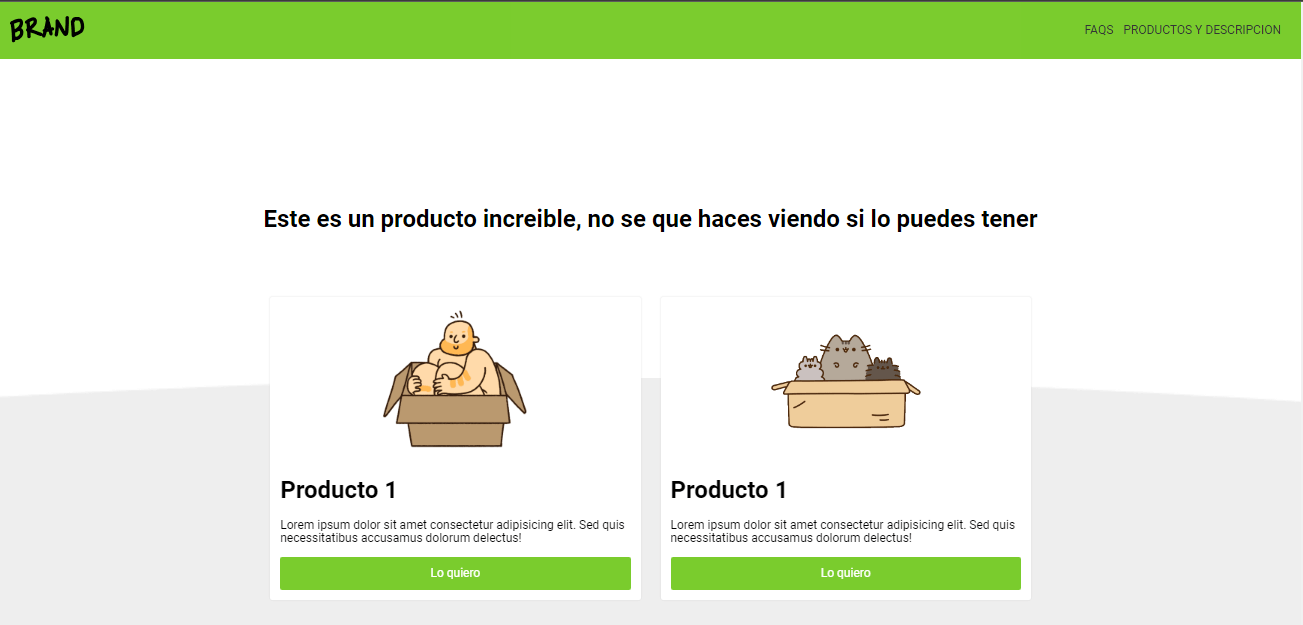 BRAND
FAQS PRODUCTOS Y DESCRIPCION
Este es un producto increible, no se que haces viendo si lo puedes tener
Producto 1
Lorem ipsum dolor sit amet consectetur adipisicing elit. Sed quis
necessitatibus accusamus dolorum delectus!
Lo quiero
Producto 1
Lorem ipsum dolor sit amet consectetur adipisicing elit. Sed quis
necessitatibus accusamus dolorum delectus!
Lo quiero